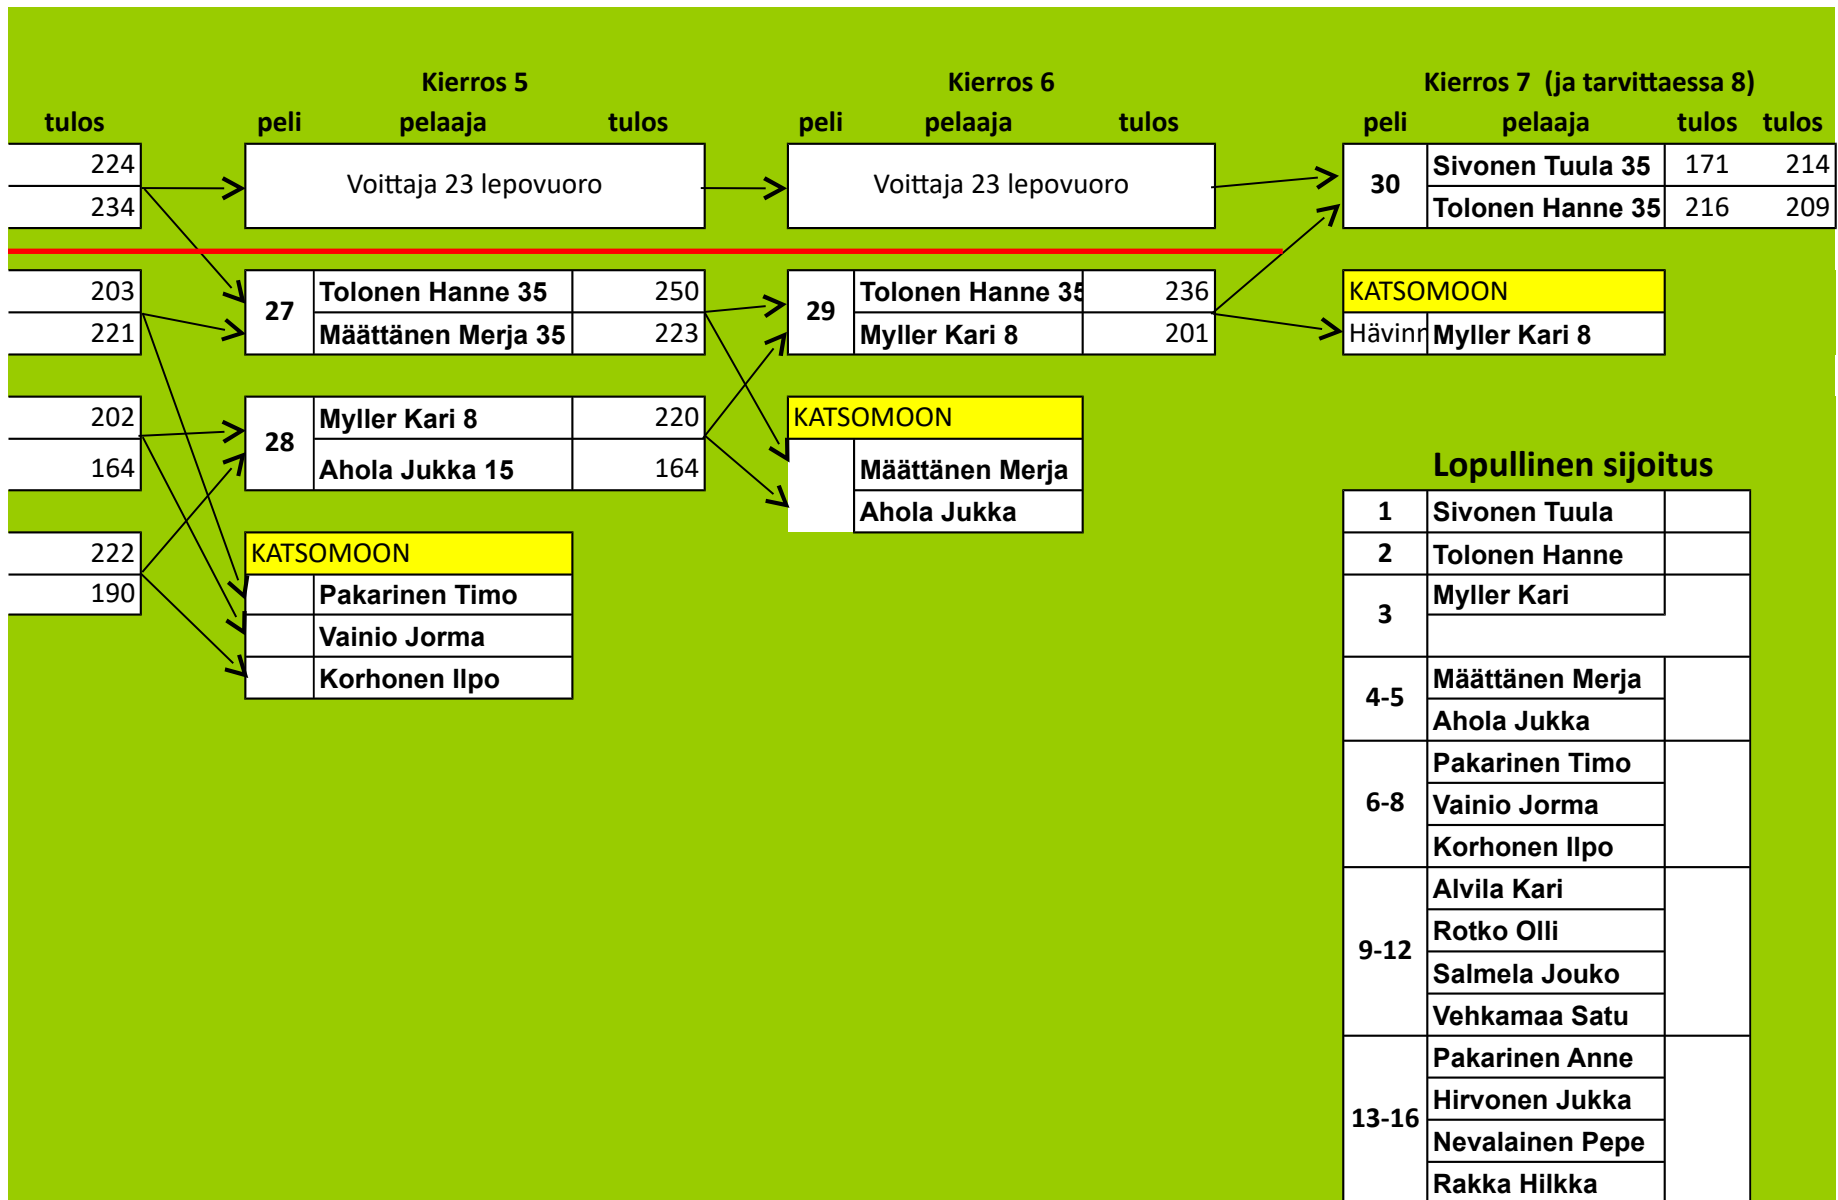 Kierros 5 Kierros 6 Kierros 7 (ja tarvittaessa 8)
tulos peli pelaaja tulos peli pelaaja tulos peli pelaaja tulos tulos
224 Voittaja 23 lepovuoro Voittaja 23 lepovuoro 30 Sivonen Tuula 35 171 214
234 Tolonen Hanne 35 216 209
203 27 Tolonen Hanne 35 250 29 Tolonen Hanne 35 236 KATSOMOON
221 Määttänen Merja 35 223 Myller Kari 8 201 Hävinn Myller Kari 8
202 28 Myller Kari 8 220 KATSOMOON
164 Ahola Jukka 15 164 Määttänen Merja Lopullinen sijoitus
Ahola Jukka 1 Sivonen Tuula
222 KATSOMOON 2 Tolonen Hanne
190 Pakarinen Timo 3 Myller Kari
Vainio Jorma
Korhonen Ilpo 4-5 Määttänen Merja
Ahola Jukka
6-8 Pakarinen Timo
Vainio Jorma
Korhonen Ilpo
9-12 Alvila Kari
Rotko Olli
Salmela Jouko
Vehkamaa Satu
13-16 Pakarinen Anne
Hirvonen Jukka
Nevalainen Pepe
Rakka Hilkka